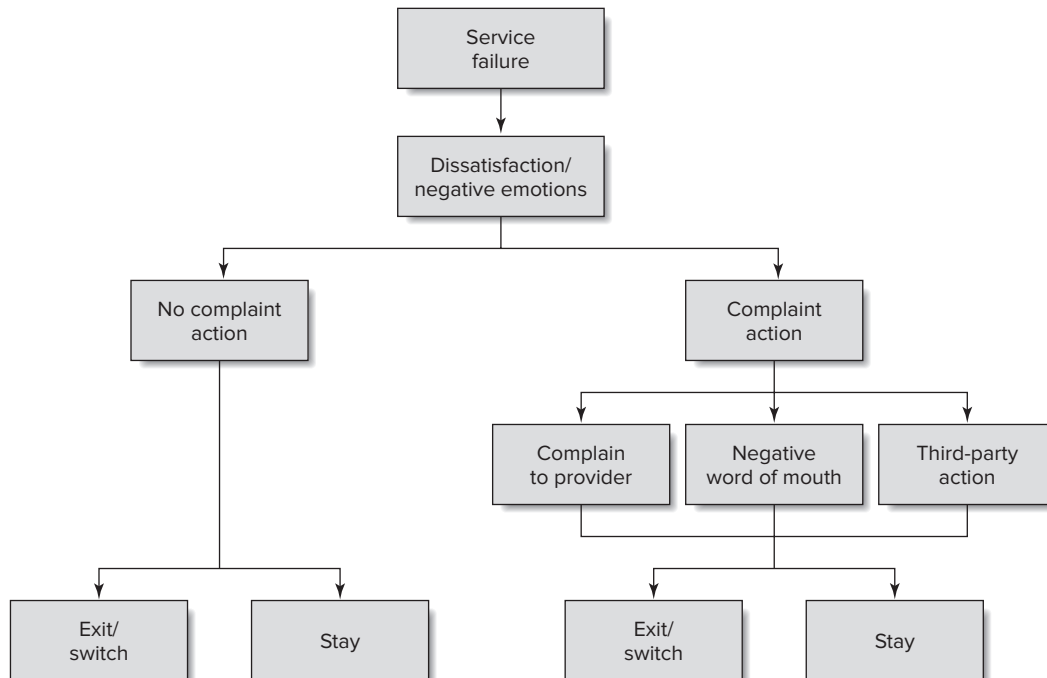 Service
failure
Dissatisfaction/
negative emotions
No complaint
action
Complaint
action
Complain
to provider
Negative
word of mouth
Third-party
action
Exit/
switch
Stay
Exit/
switch
Stay